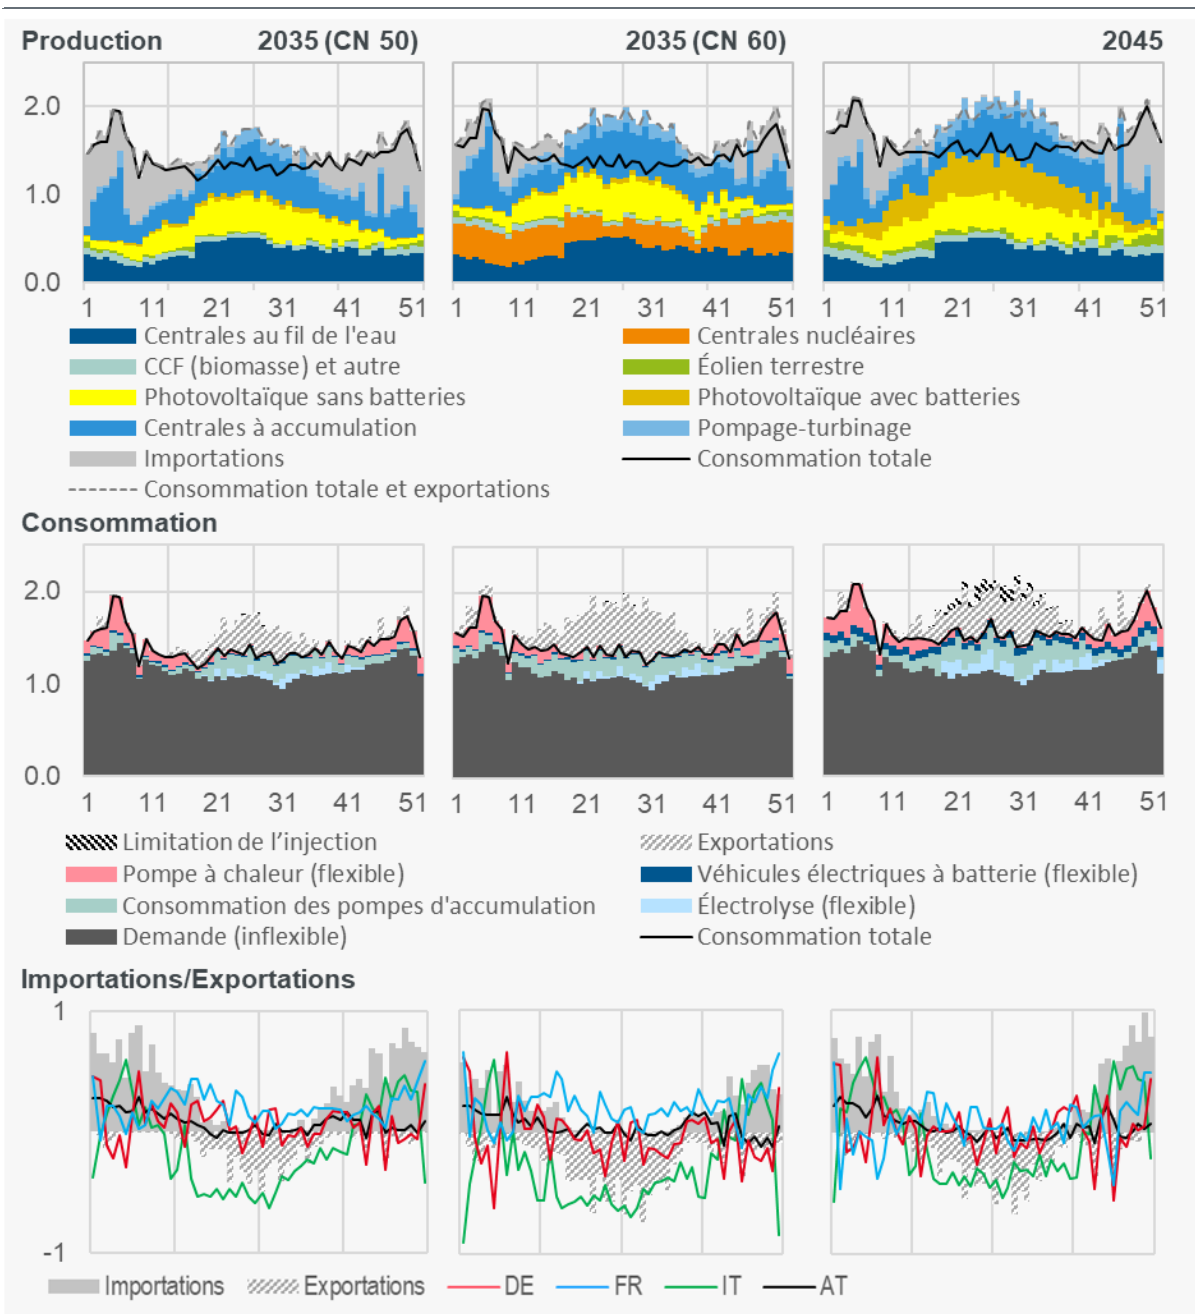 Production 2035 (CN 50) 2035 (CN 60) 2045
2.0
1.0
0.0
1 11 21 31 41 51 1 11 21 31 41 51 1 11 21 31 41 51
Centrales au fil de l'eau Centrales nucléaires
CCF (biomasse) et autre Éolien terrestre
Photovoltaïque sans batteries Photovoltaïque avec batteries
Centrales à accumulation Pompage-turbinage
Importations Consommation totale
Consommation totale et exportations
Consommation
2.0
1.0
0.0
1 11 21 31 41 51 1 11 21 31 41 51 1 11 21 31 41 51
Limitation de l’injection Exportations
Pompe à chaleur (flexible) Véhicules électriques à batterie (flexible)
Consommation des pompes d'accumulation Électrolyse (flexible)
Demande (inflexible) Consommation totale
Importations/Exportations
1
-1
Importations Exportations DE FR IT AT